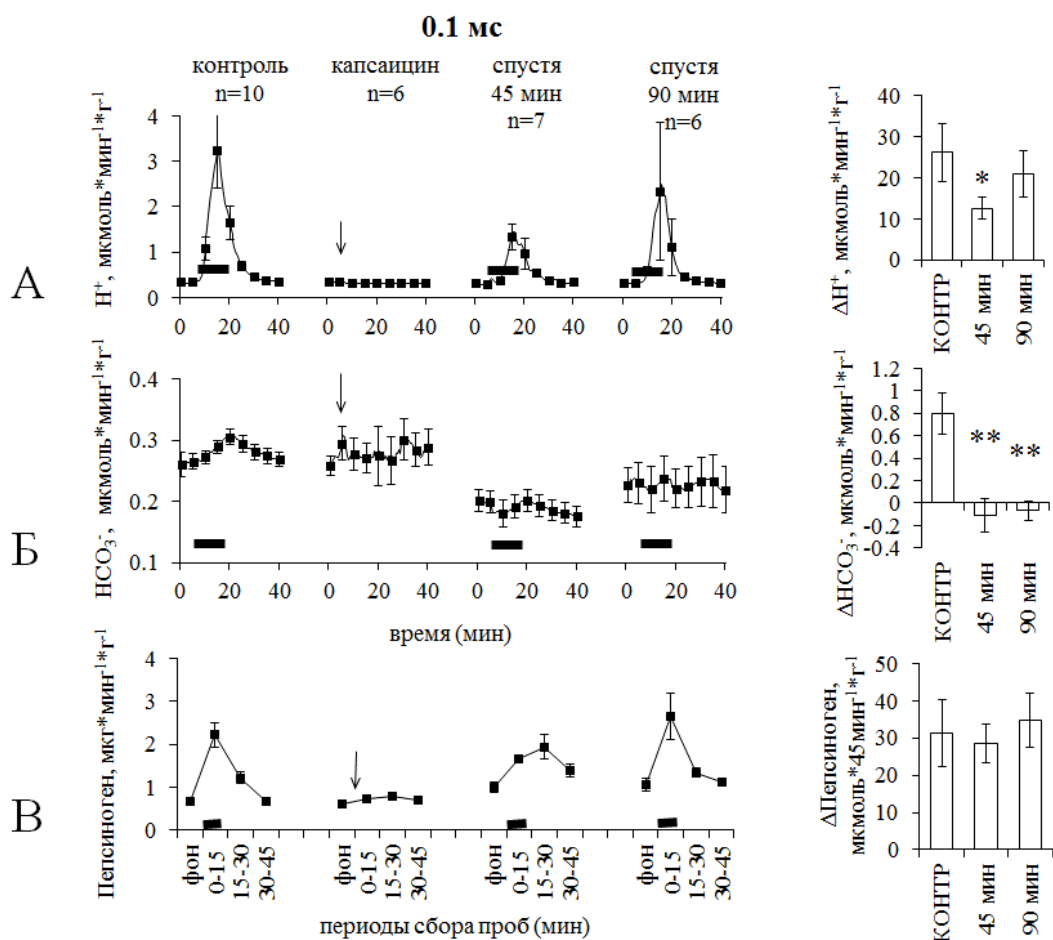 0.1 мс
контроль
n=10
капсаицин
n=6
спустя
45 мин
n=7
спустя
90 мин
n=6
А
H⁺, мкмоль*мин⁻¹*г⁻¹
4
3
2
1
0
0 20 40 0 20 40 0 20 40 0 20 40
ΔH⁺, мкмоль*мин⁻¹*г⁻¹
40
30
20
10
0
*
КОНТР
45 мин
90 мин
Б
HCO₃⁻, мкмоль*мин⁻¹*г⁻¹
0.4
0.3
0.2
0.1
0 20 40 0 20 40 0 20 40 0 20 40
время (мин)
ΔHCO₃⁻, мкмоль*мин⁻¹*г⁻¹
1.2
1
0.8
0.6
0.4
0.2
0
-0.2
-0.4
**
**
КОНТР
45 мин
90 мин
В
Пепсиноген, мкг*мин⁻¹*г⁻¹
4
3
2
1
0
фон
0-15
15-30
30-45
фон
0-15
15-30
30-45
фон
0-15
15-30
30-45
фон
0-15
15-30
30-45
периоды сбора проб (мин)
ΔПепсиноген,
мкмоль*45мин⁻¹*г⁻¹
50
40
30
20
10
0
КОНТР
45 мин
90 мин